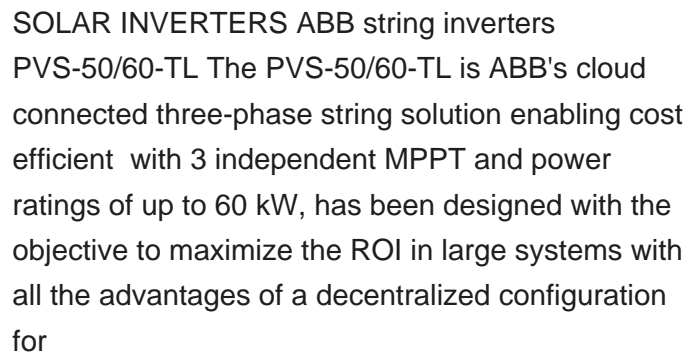 SOLAR INVERTERS ABB string inverters
PVS-50/60-TL The PVS-50/60-TL is ABB's cloud
connected three-phase string solution enabling cost
efficient  with 3 independent MPPT and power
ratings of up to 60 kW, has been designed with the
objective to maximize the ROI in large systems with
all the advantages of a decentralized configuration
for